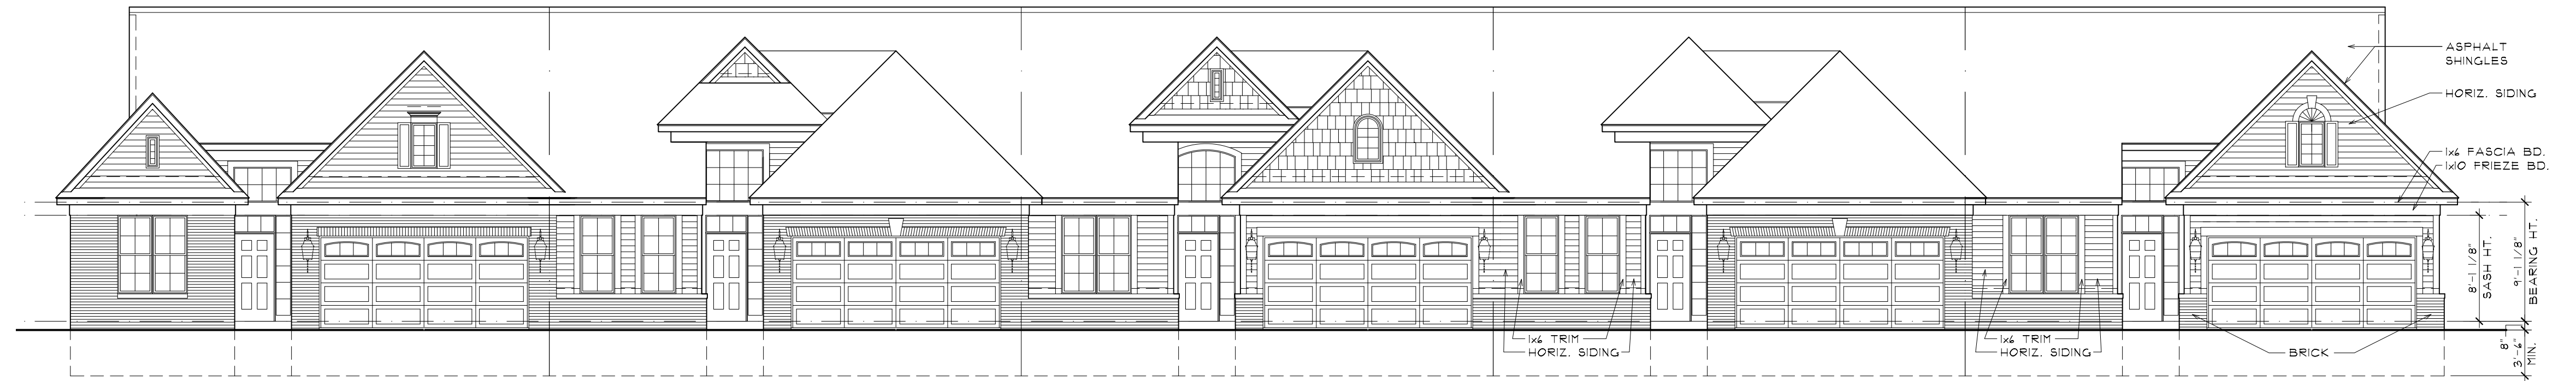 ASPHALT
SHINGLES
HORIZ. SIDING
1x6 FASCIA BD.
1x10 FRIEZE BD.
8'-1 1/8"
SASH HT.
9'-1 1/8"
BEARING HT.
8"
3'-6"
MIN.
1x6 TRIM
HORIZ. SIDING
1x6 TRIM
HORIZ. SIDING
BRICK